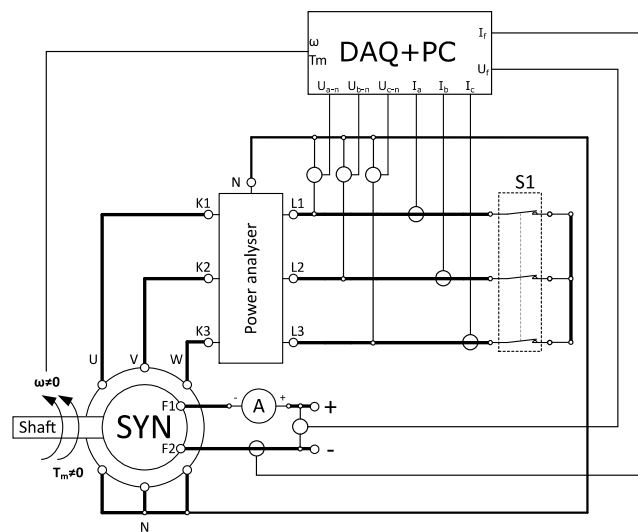 ω
Tm
DAQ+PC
If
Uf
Ua-n Ub-n Uc-n Ia Ib Ic
N
S1
K1 L1
K2 L2
K3 L3
Power analyser
U V W
ω≠0
F1 - A + +
Shaft
SYN
F2 -
Tm≠0
N